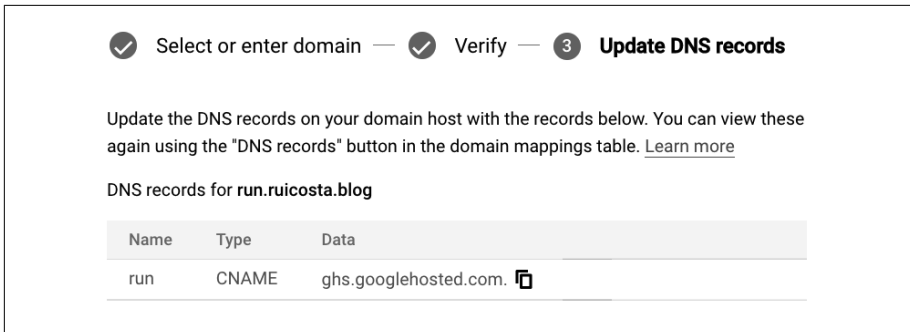 Select or enter domain — Verify — 3 Update DNS records
Update the DNS records on your domain host with the records below. You can view these
again using the "DNS records" button in the domain mappings table. Learn more
DNS records for run.ruicosta.blog
Name Type Data
run CNAME ghs.googlehosted.com.